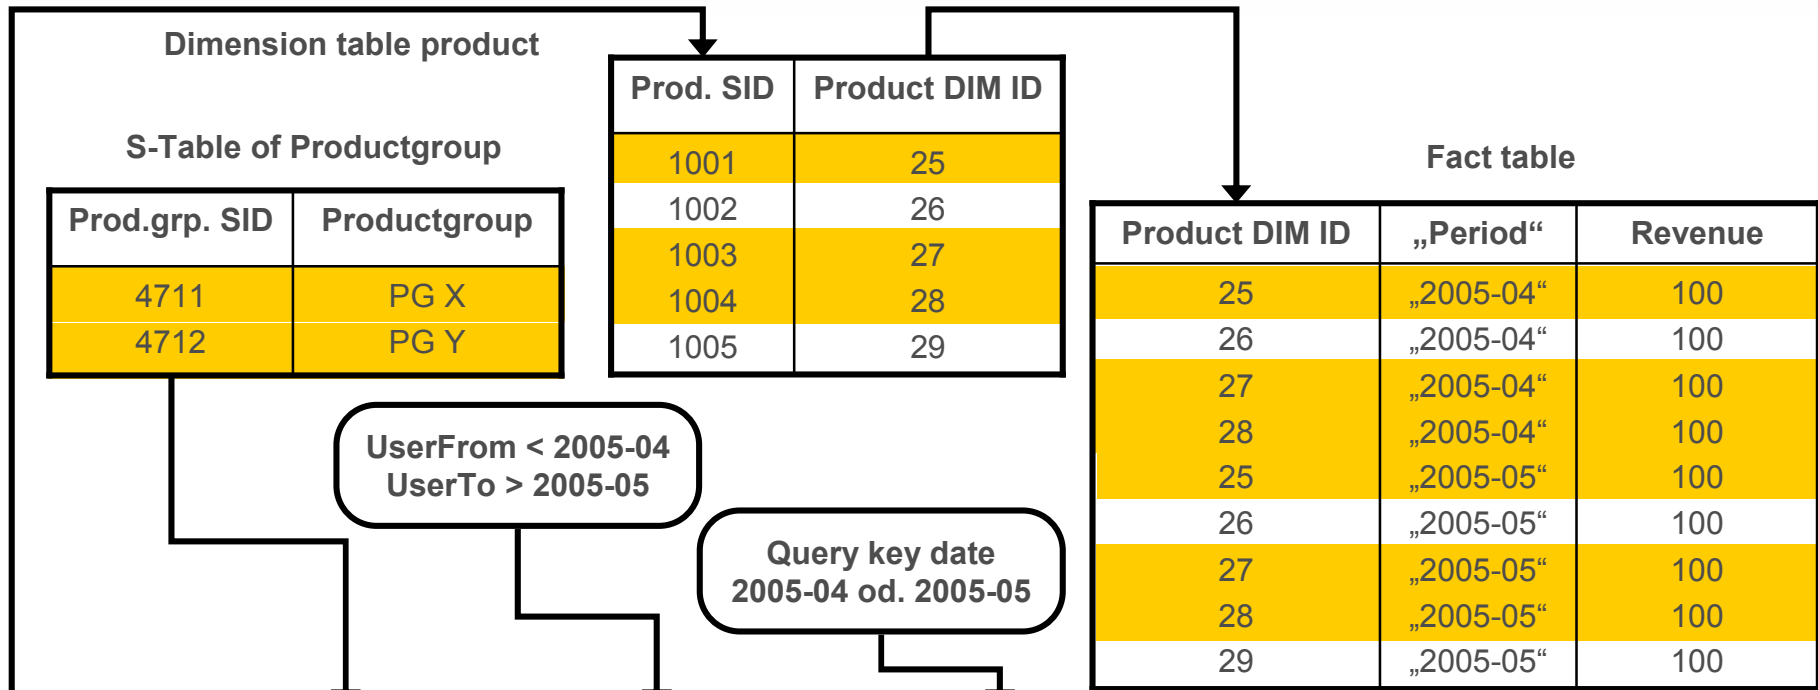 Dimension table product
Prod. SID Product DIM ID
1001 25
1002 26
1003 27
1004 28
1005 29
S-Table of Productgroup
Prod.grp. SID Productgroup
4711 PG X
4712 PG Y
Fact table
Product DIM ID „Period“ Revenue
25 „2005-04“ 100
26 „2005-04“ 100
27 „2005-04“ 100
28 „2005-04“ 100
25 „2005-05“ 100
26 „2005-05“ 100
27 „2005-05“ 100
28 „2005-05“ 100
29 „2005-05“ 100
UserFrom < 2005-04
UserTo > 2005-05
Query key date
2005-04 od. 2005-05